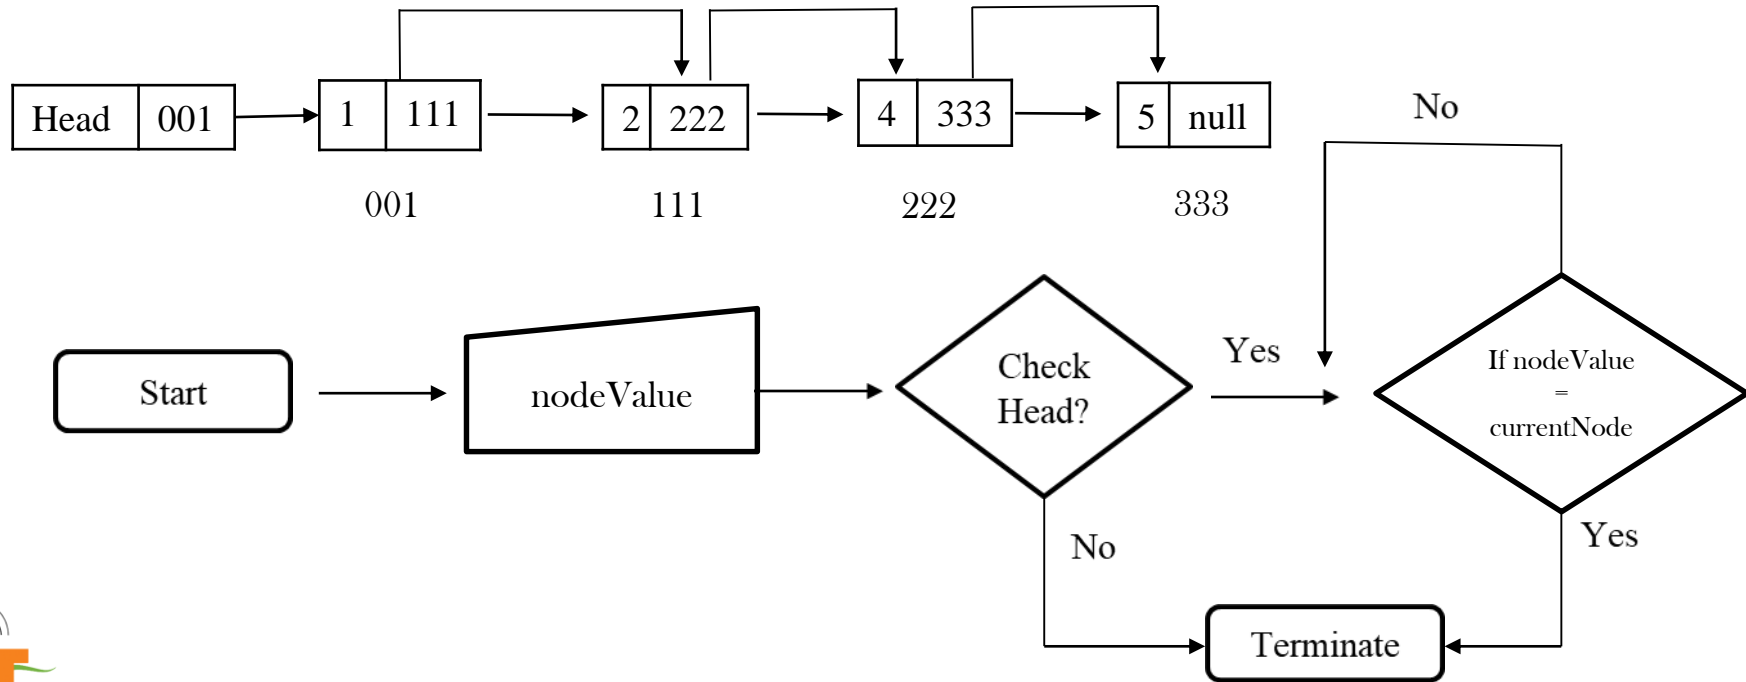 Head 001 1 111 2 222 4 333 5 null
001 111 222 333
No
Start
nodeValue
Check
Head?
Yes
If nodeValue
=
currentNode
No
Yes
Terminate